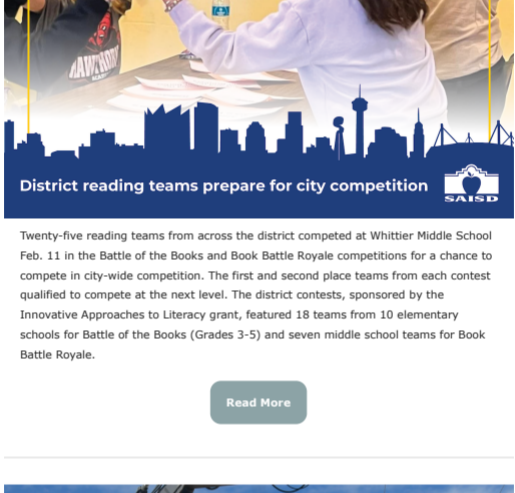 HAWTHORNE
District reading teams prepare for city competition
SAISD
Twenty-five reading teams from across the district competed at Whittier Middle School
Feb. 11 in the Battle of the Books and Book Battle Royale competitions for a chance to
compete in city-wide competition. The first and second place teams from each contest
qualified to compete at the next level. The district contests, sponsored by the
Innovative Approaches to Literacy grant, featured 18 teams from 10 elementary
schools for Battle of the Books (Grades 3-5) and seven middle school teams for Book
Battle Royale.
Read More